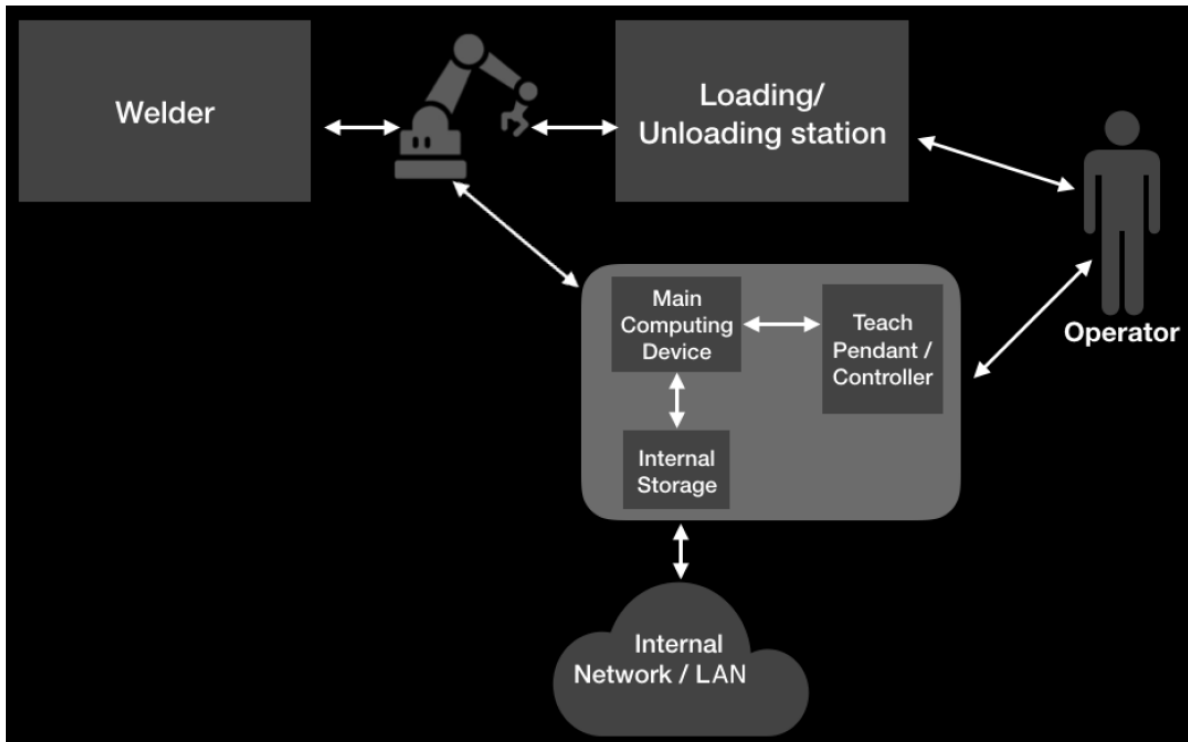 Welder
Loading/
Unloading station
Main
Computing
Device
Teach
Pendant /
Controller
Operator
Internal
Storage
Internal
Network / LAN